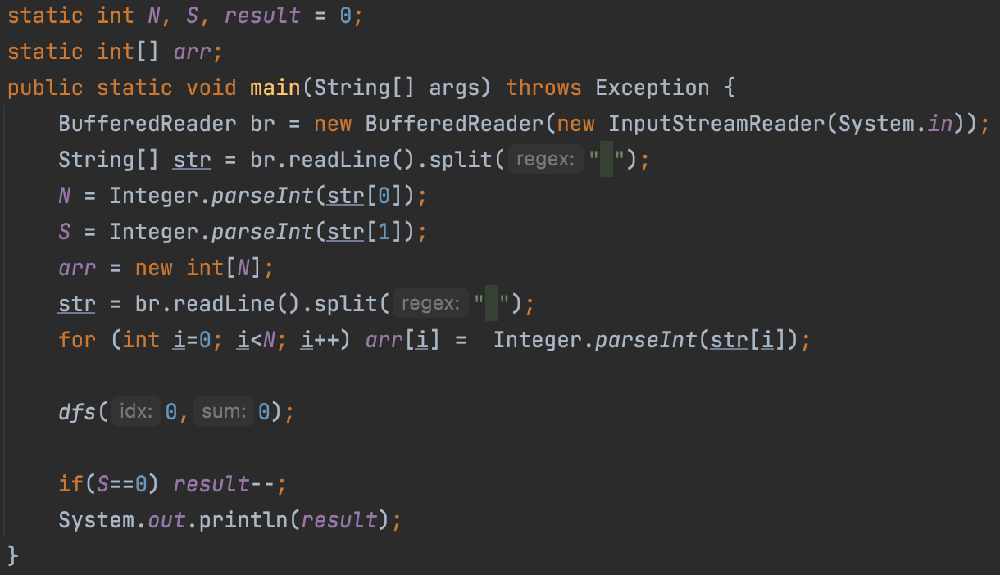 static int N, S, result = 0;
static int[] arr;
public static void main(String[] args) throws Exception {
    BufferedReader br = new BufferedReader(new InputStreamReader(System.in));
    String[] str = br.readLine().split( regex: " ");
    N = Integer.parseInt(str[0]);
    S = Integer.parseInt(str[1]);
    arr = new int[N];
    str = br.readLine().split( regex: " ");
    for (int i=0; i<N; i++) arr[i] =  Integer.parseInt(str[i]);
    dfs( idx: 0, sum: 0);
    if(S==0) result--;
    System.out.println(result);
}